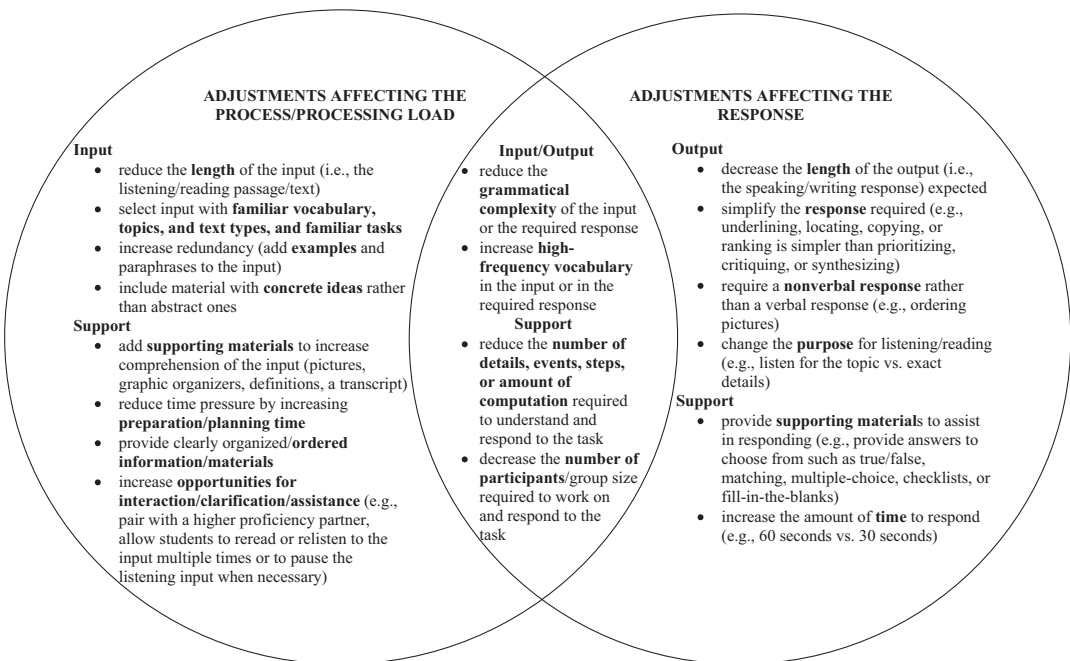 ADJUSTMENTS AFFECTING THE
PROCESS/PROCESSING LOAD
Input
• reduce the length of the input (i.e., the
listening/reading passage/text)
• select input with familiar vocabulary,
topics, and text types, and familiar tasks
• increase redundancy (add examples and
paraphrases to the input)
• include material with concrete ideas rather
than abstract ones
Support
• add supporting materials to increase
comprehension of the input (pictures,
graphic organizers, definitions, a transcript)
• reduce time pressure by increasing
preparation/planning time
• provide clearly organized/ordered
information/materials
• increase opportunities for
interaction/clarification/assistance (e.g.,
pair with a higher proficiency partner,
allow students to reread or relisten to the
input multiple times or to pause the
listening input when necessary)
Input/Output
• reduce the
grammatical
complexity of the input
or the required response
• increase high-
frequency vocabulary
in the input or in the
required response
Support
• reduce the number of
details, events, steps,
or amount of
computation required
to understand and
respond to the task
• decrease the number of
participants/group size
required to work on
and respond to the
task
ADJUSTMENTS AFFECTING THE
RESPONSE
Output
• decrease the length of the output (i.e.,
the speaking/writing response) expected
• simplify the response required (e.g.,
underlining, locating, copying, or
ranking is simpler than prioritizing,
critiquing, or synthesizing)
• require a nonverbal response rather
than a verbal response (e.g., ordering
pictures)
• change the purpose for listening/reading
(e.g., listen for the topic vs. exact
details)
Support
• provide supporting materials to assist
in responding (e.g., provide answers to
choose from such as true/false,
matching, multiple-choice, checklists, or
fill-in-the-blanks)
• increase the amount of time to respond
(e.g., 60 seconds vs. 30 seconds)